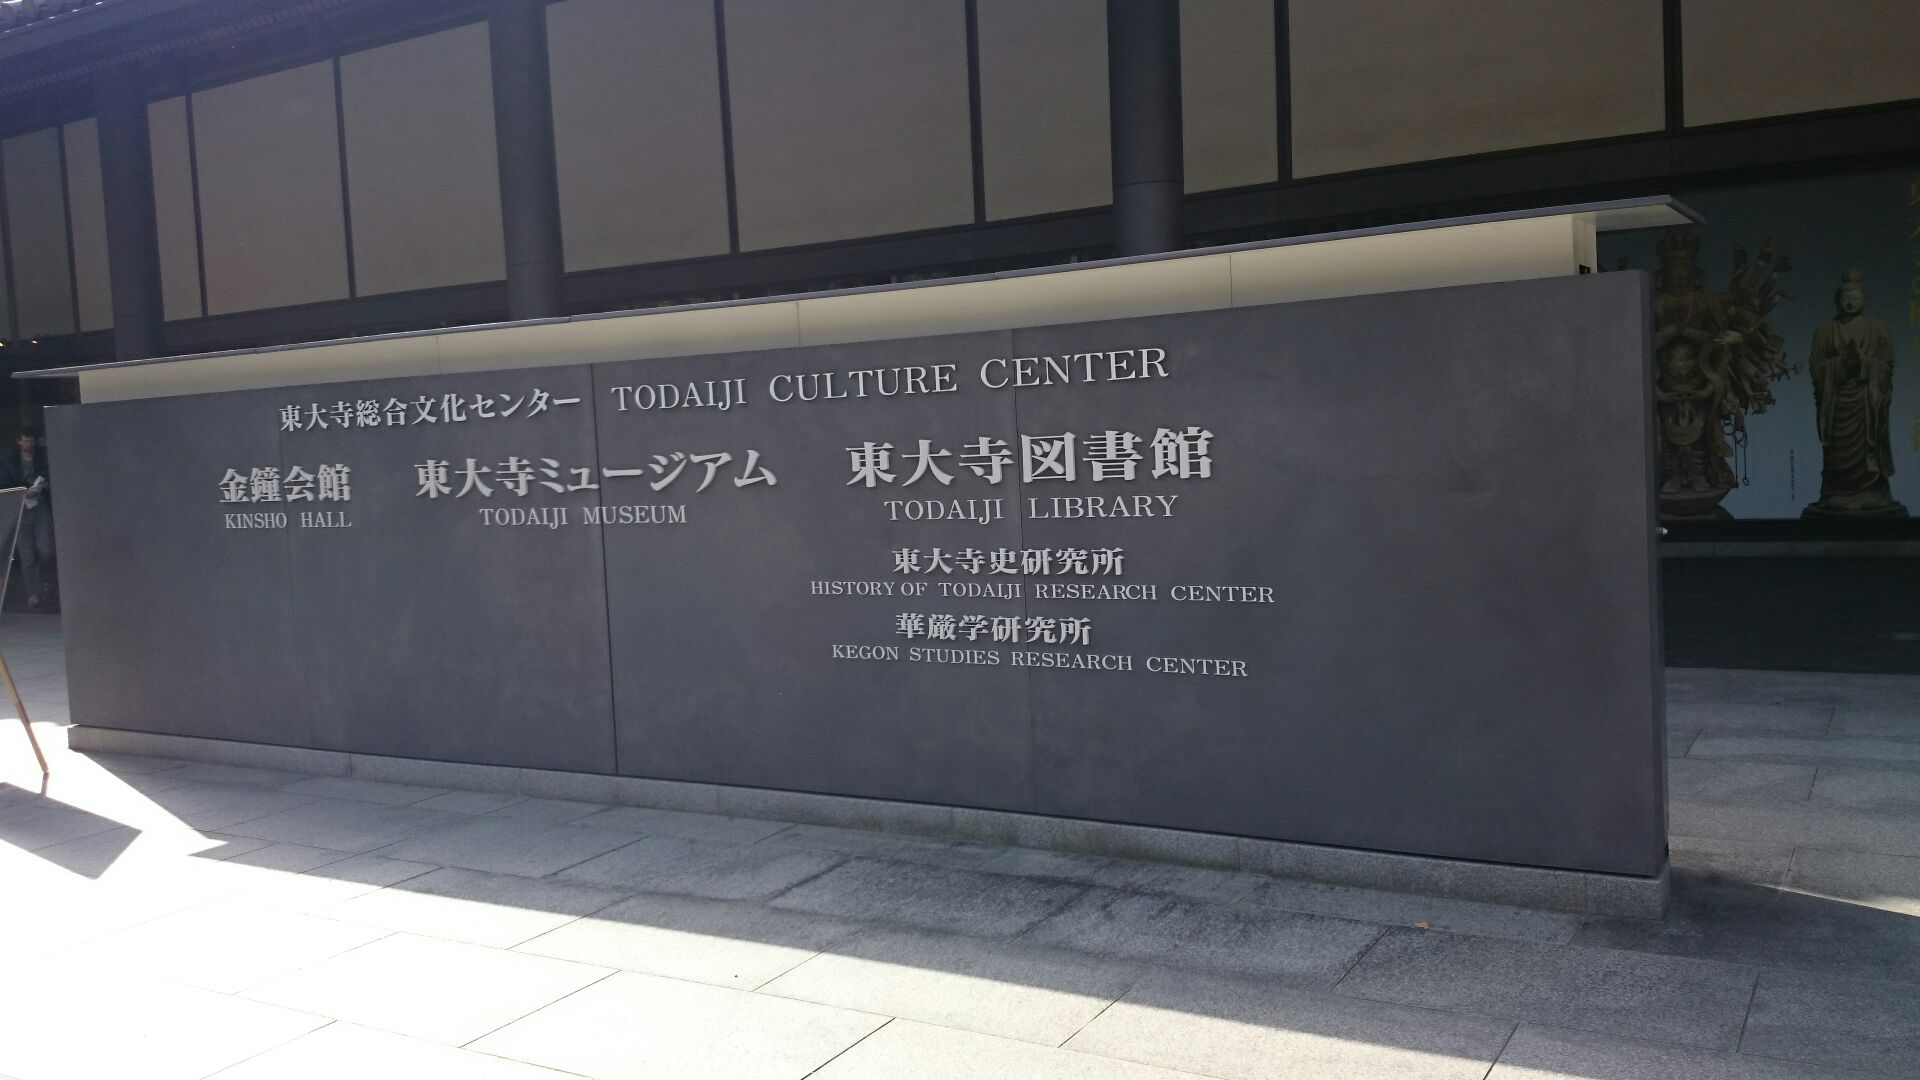 東大寺総合文化センター TODAIJI CULTURE CENTER
金鐘会館 東大寺ミュージアム 東大寺図書館
KINSHO HALL TODAIJI MUSEUM TODAIJI LIBRARY
東大寺史研究所
HISTORY OF TODAIJI RESEARCH CENTER
華厳学研究所
KEGON STUDIES RESEARCH CENTER